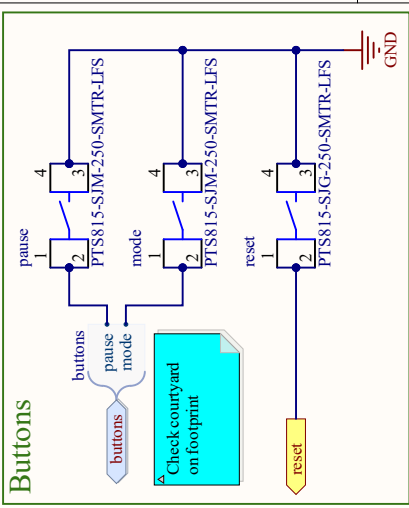 Buttons
pause
1
2
4
3
PTS815-SJM-250-SMTR-LFS
mode
1
2
4
3
PTS815-SJM-250-SMTR-LFS
reset
1
2
4
3
PTS815-SJG-250-SMTR-LFS
GND
buttons
pause
mode
buttons
Check courtyard
on footprint
reset